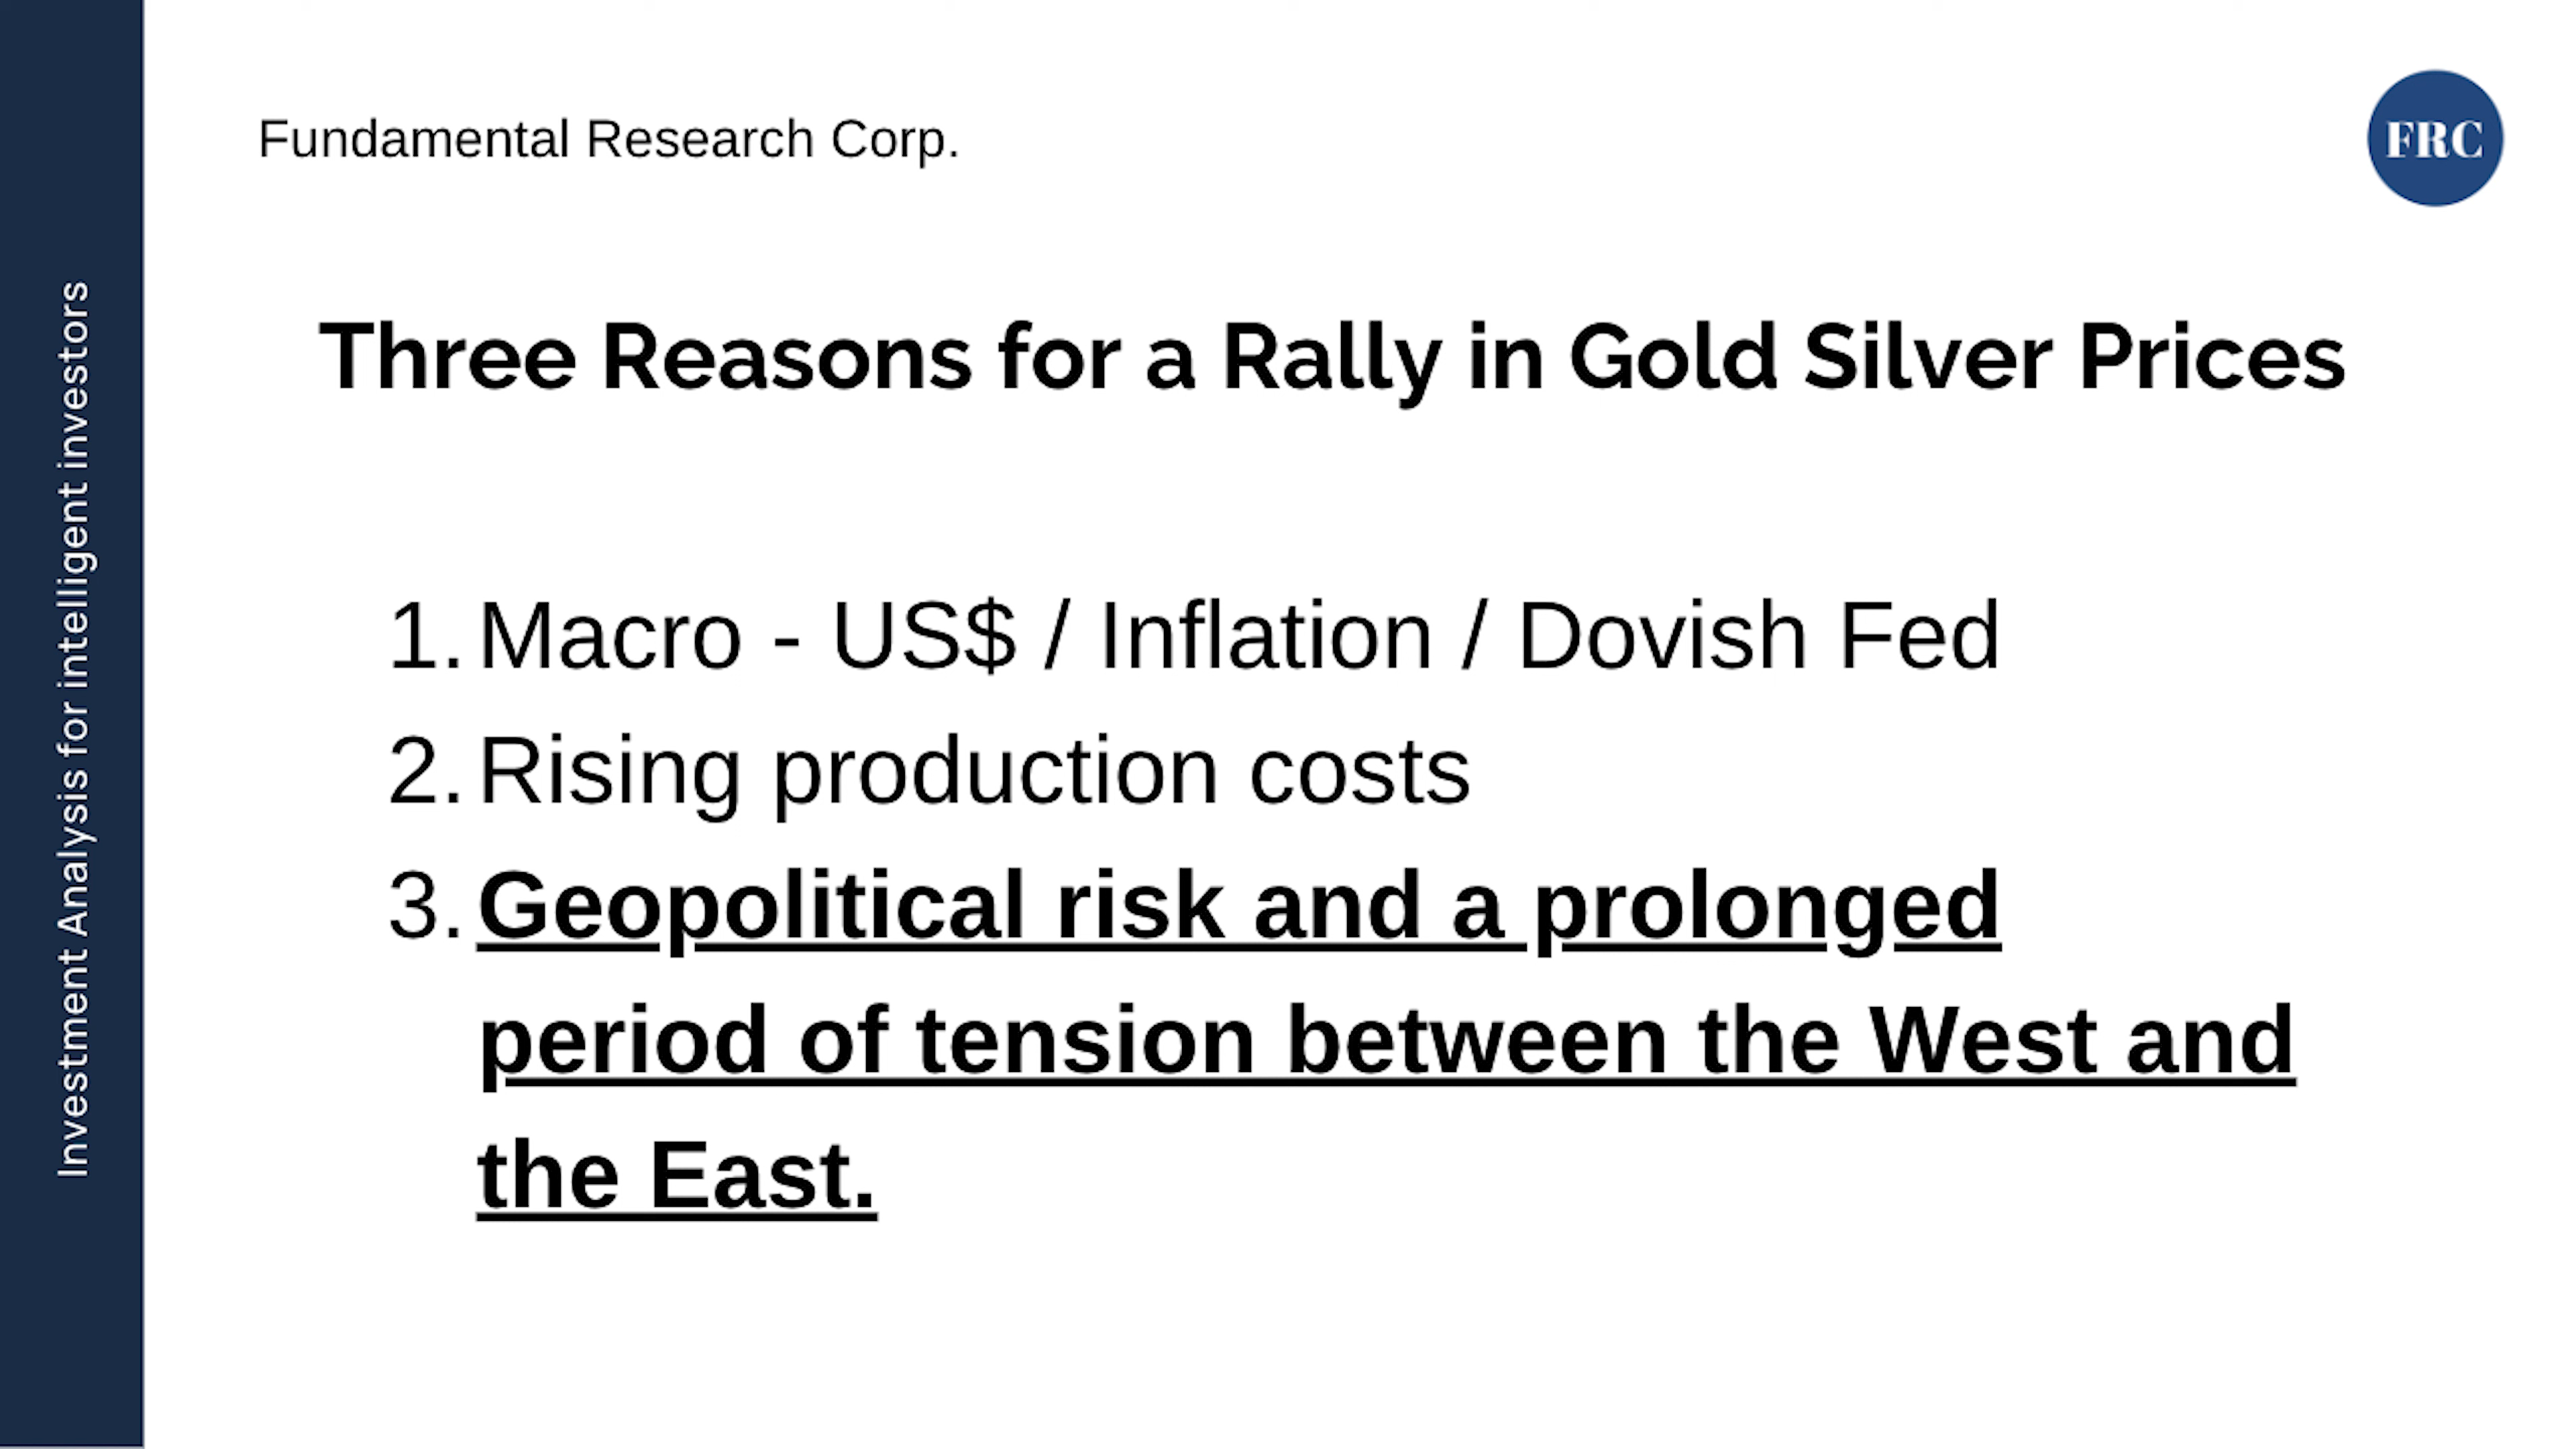 Fundamental Research Corp.
FRC
Three Reasons for a Rally in Gold Silver Prices
1. Macro - US$ / Inflation / Dovish Fed
2. Rising production costs
3. Geopolitical risk and a prolonged
period of tension between the West and
the East.
Investment Analysis for intelligent investors